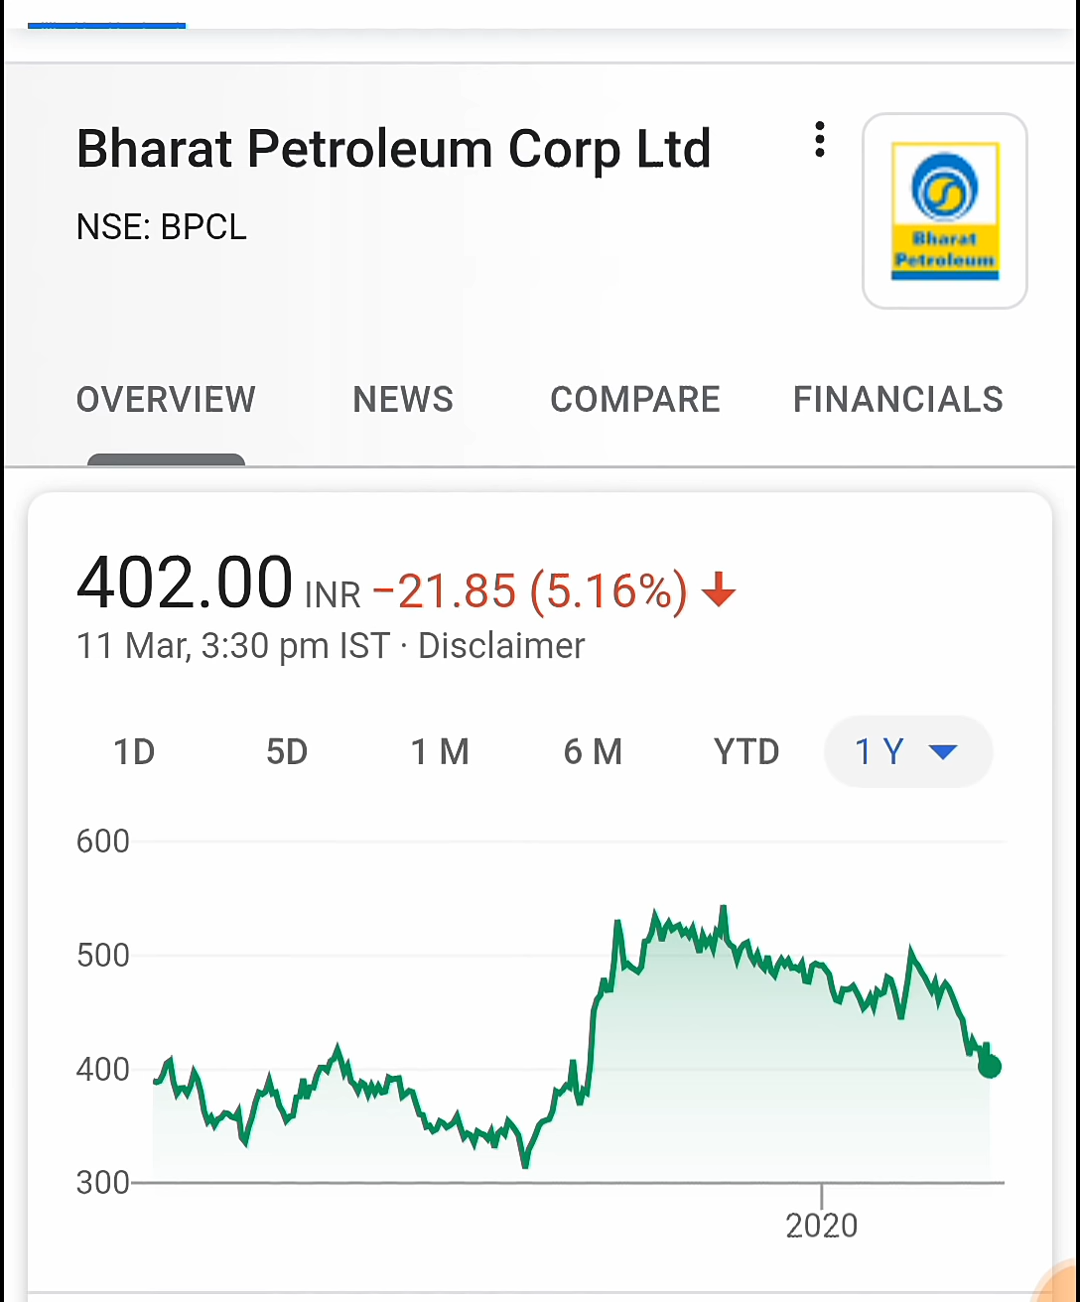 Bharat Petroleum Corp Ltd
NSE: BPCL
Bharat
Petroleum
OVERVIEW NEWS COMPARE FINANCIALS
402.00 INR −21.85 (5.16%)
11 Mar, 3:30 pm IST · Disclaimer
1D 5D 1 M 6 M YTD 1 Y
600
500
400
300
2020